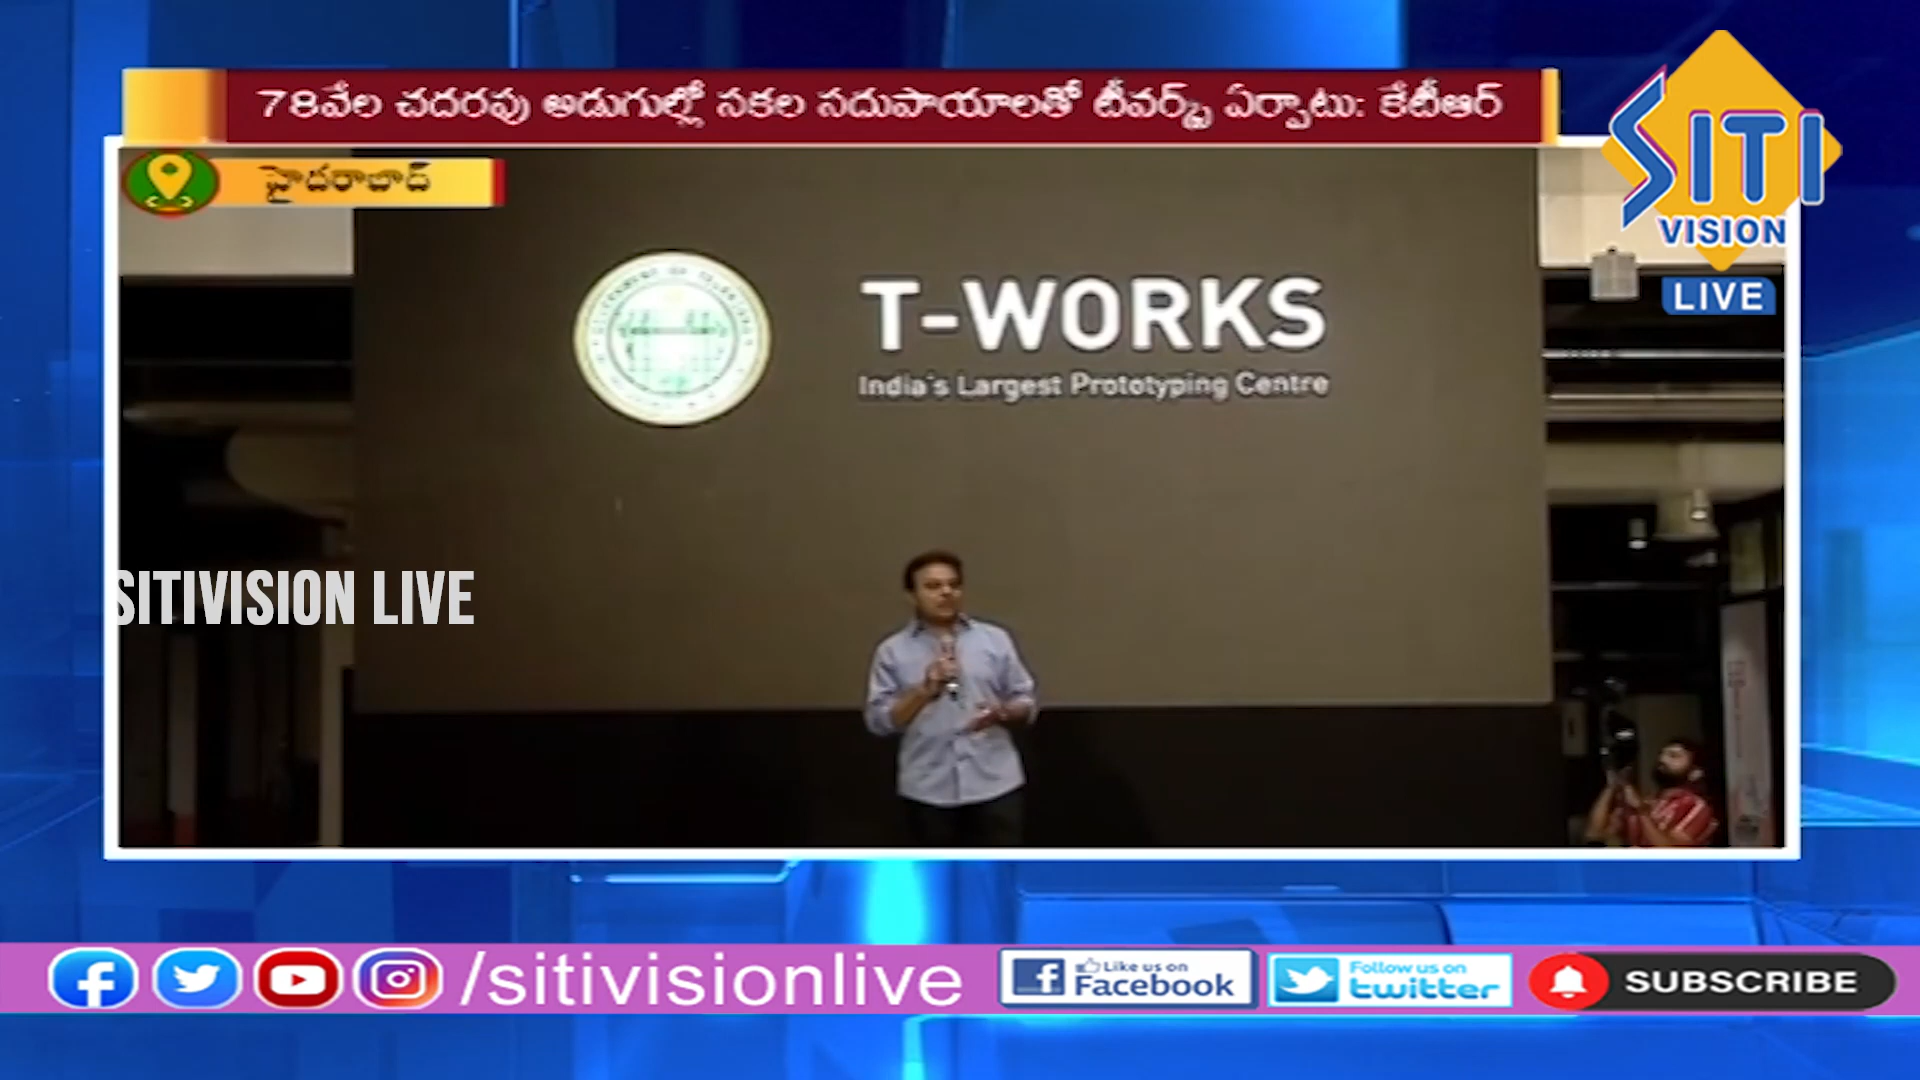 78వేల చదరపు అడుగుల్లో సకల సదుపాయాలతో టీవర్క్స్ ఏర్పాటు: కేటీఆర్
హైదరాబాద్
SITI
VISION
LIVE
T-WORKS
India's Largest Prototyping Centre
SITIVISION LIVE
/sitivisionlive
Like us on
Facebook
Follow us on
twitter
SUBSCRIBE